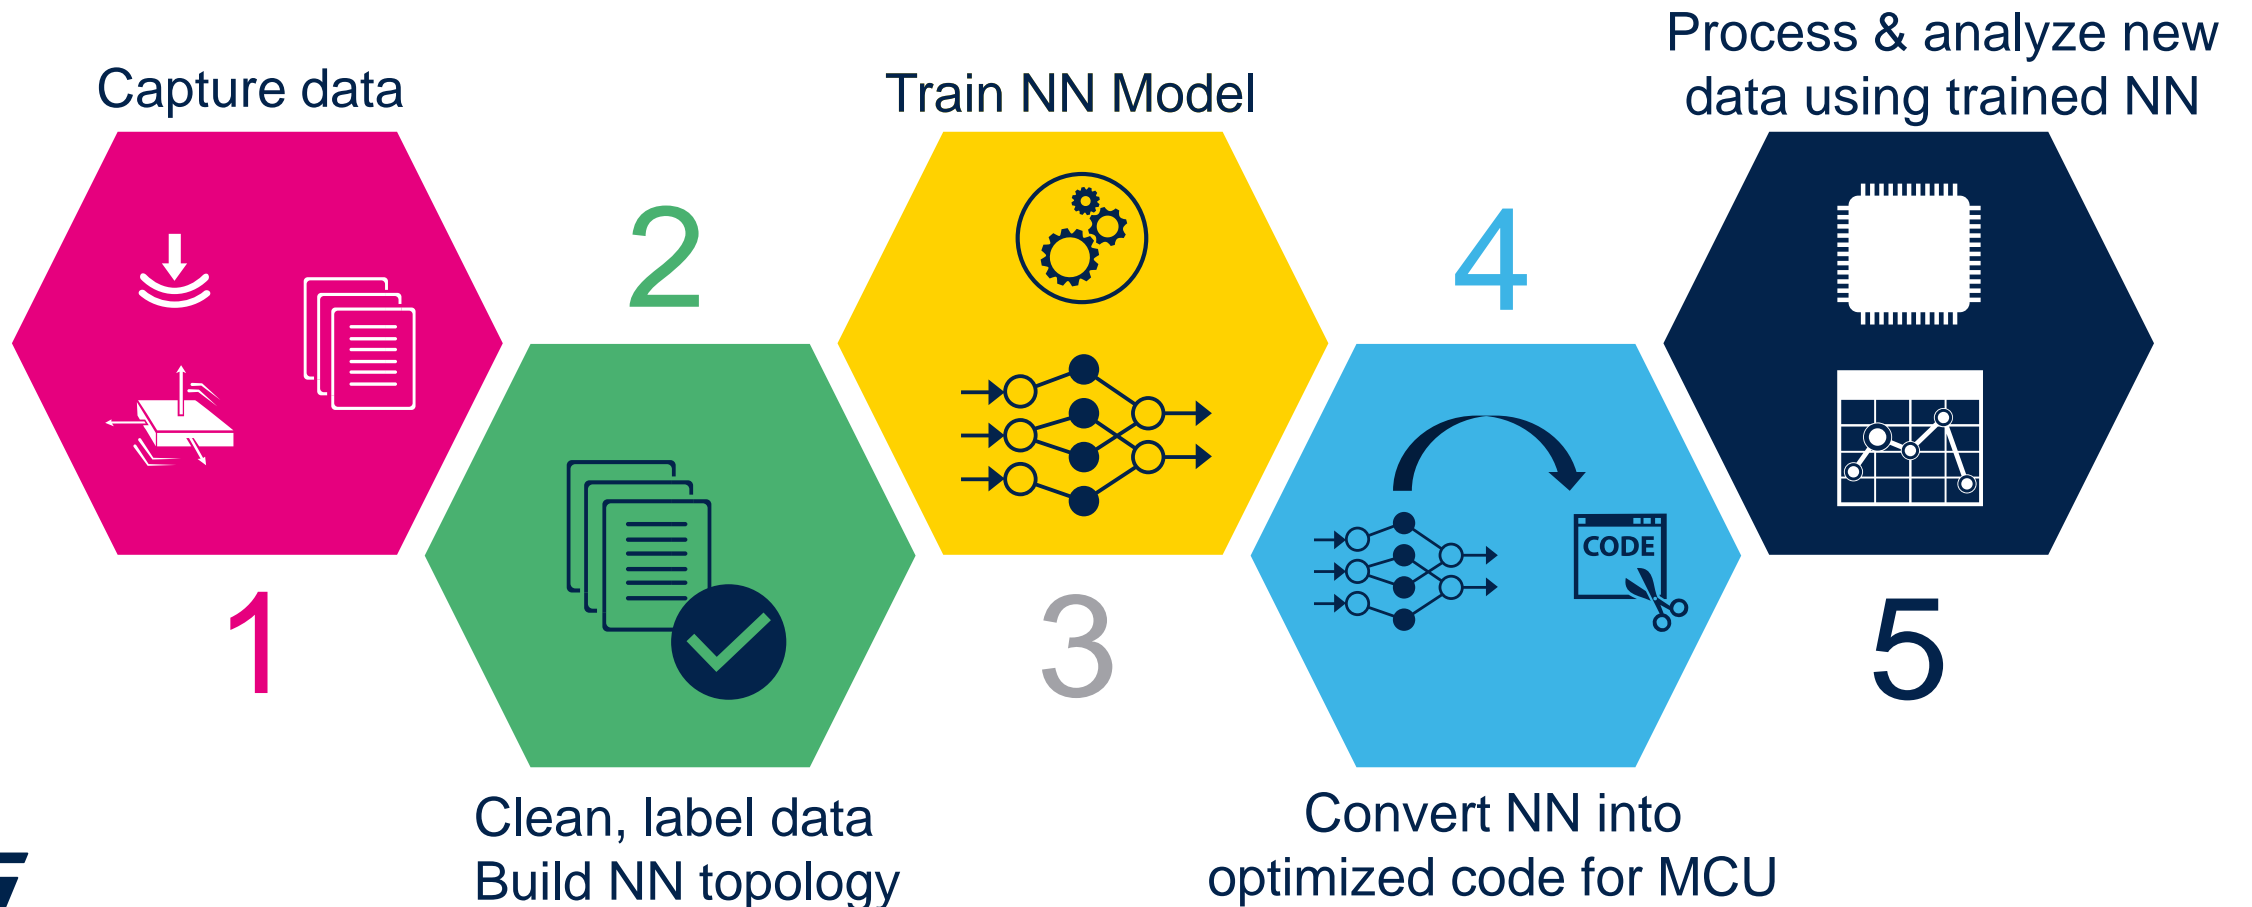 Capture data
1
2
Clean, label data
Build NN topology
Train NN Model
3
4
CODE
Convert NN into
optimized code for MCU
Process & analyze new
data using trained NN
5